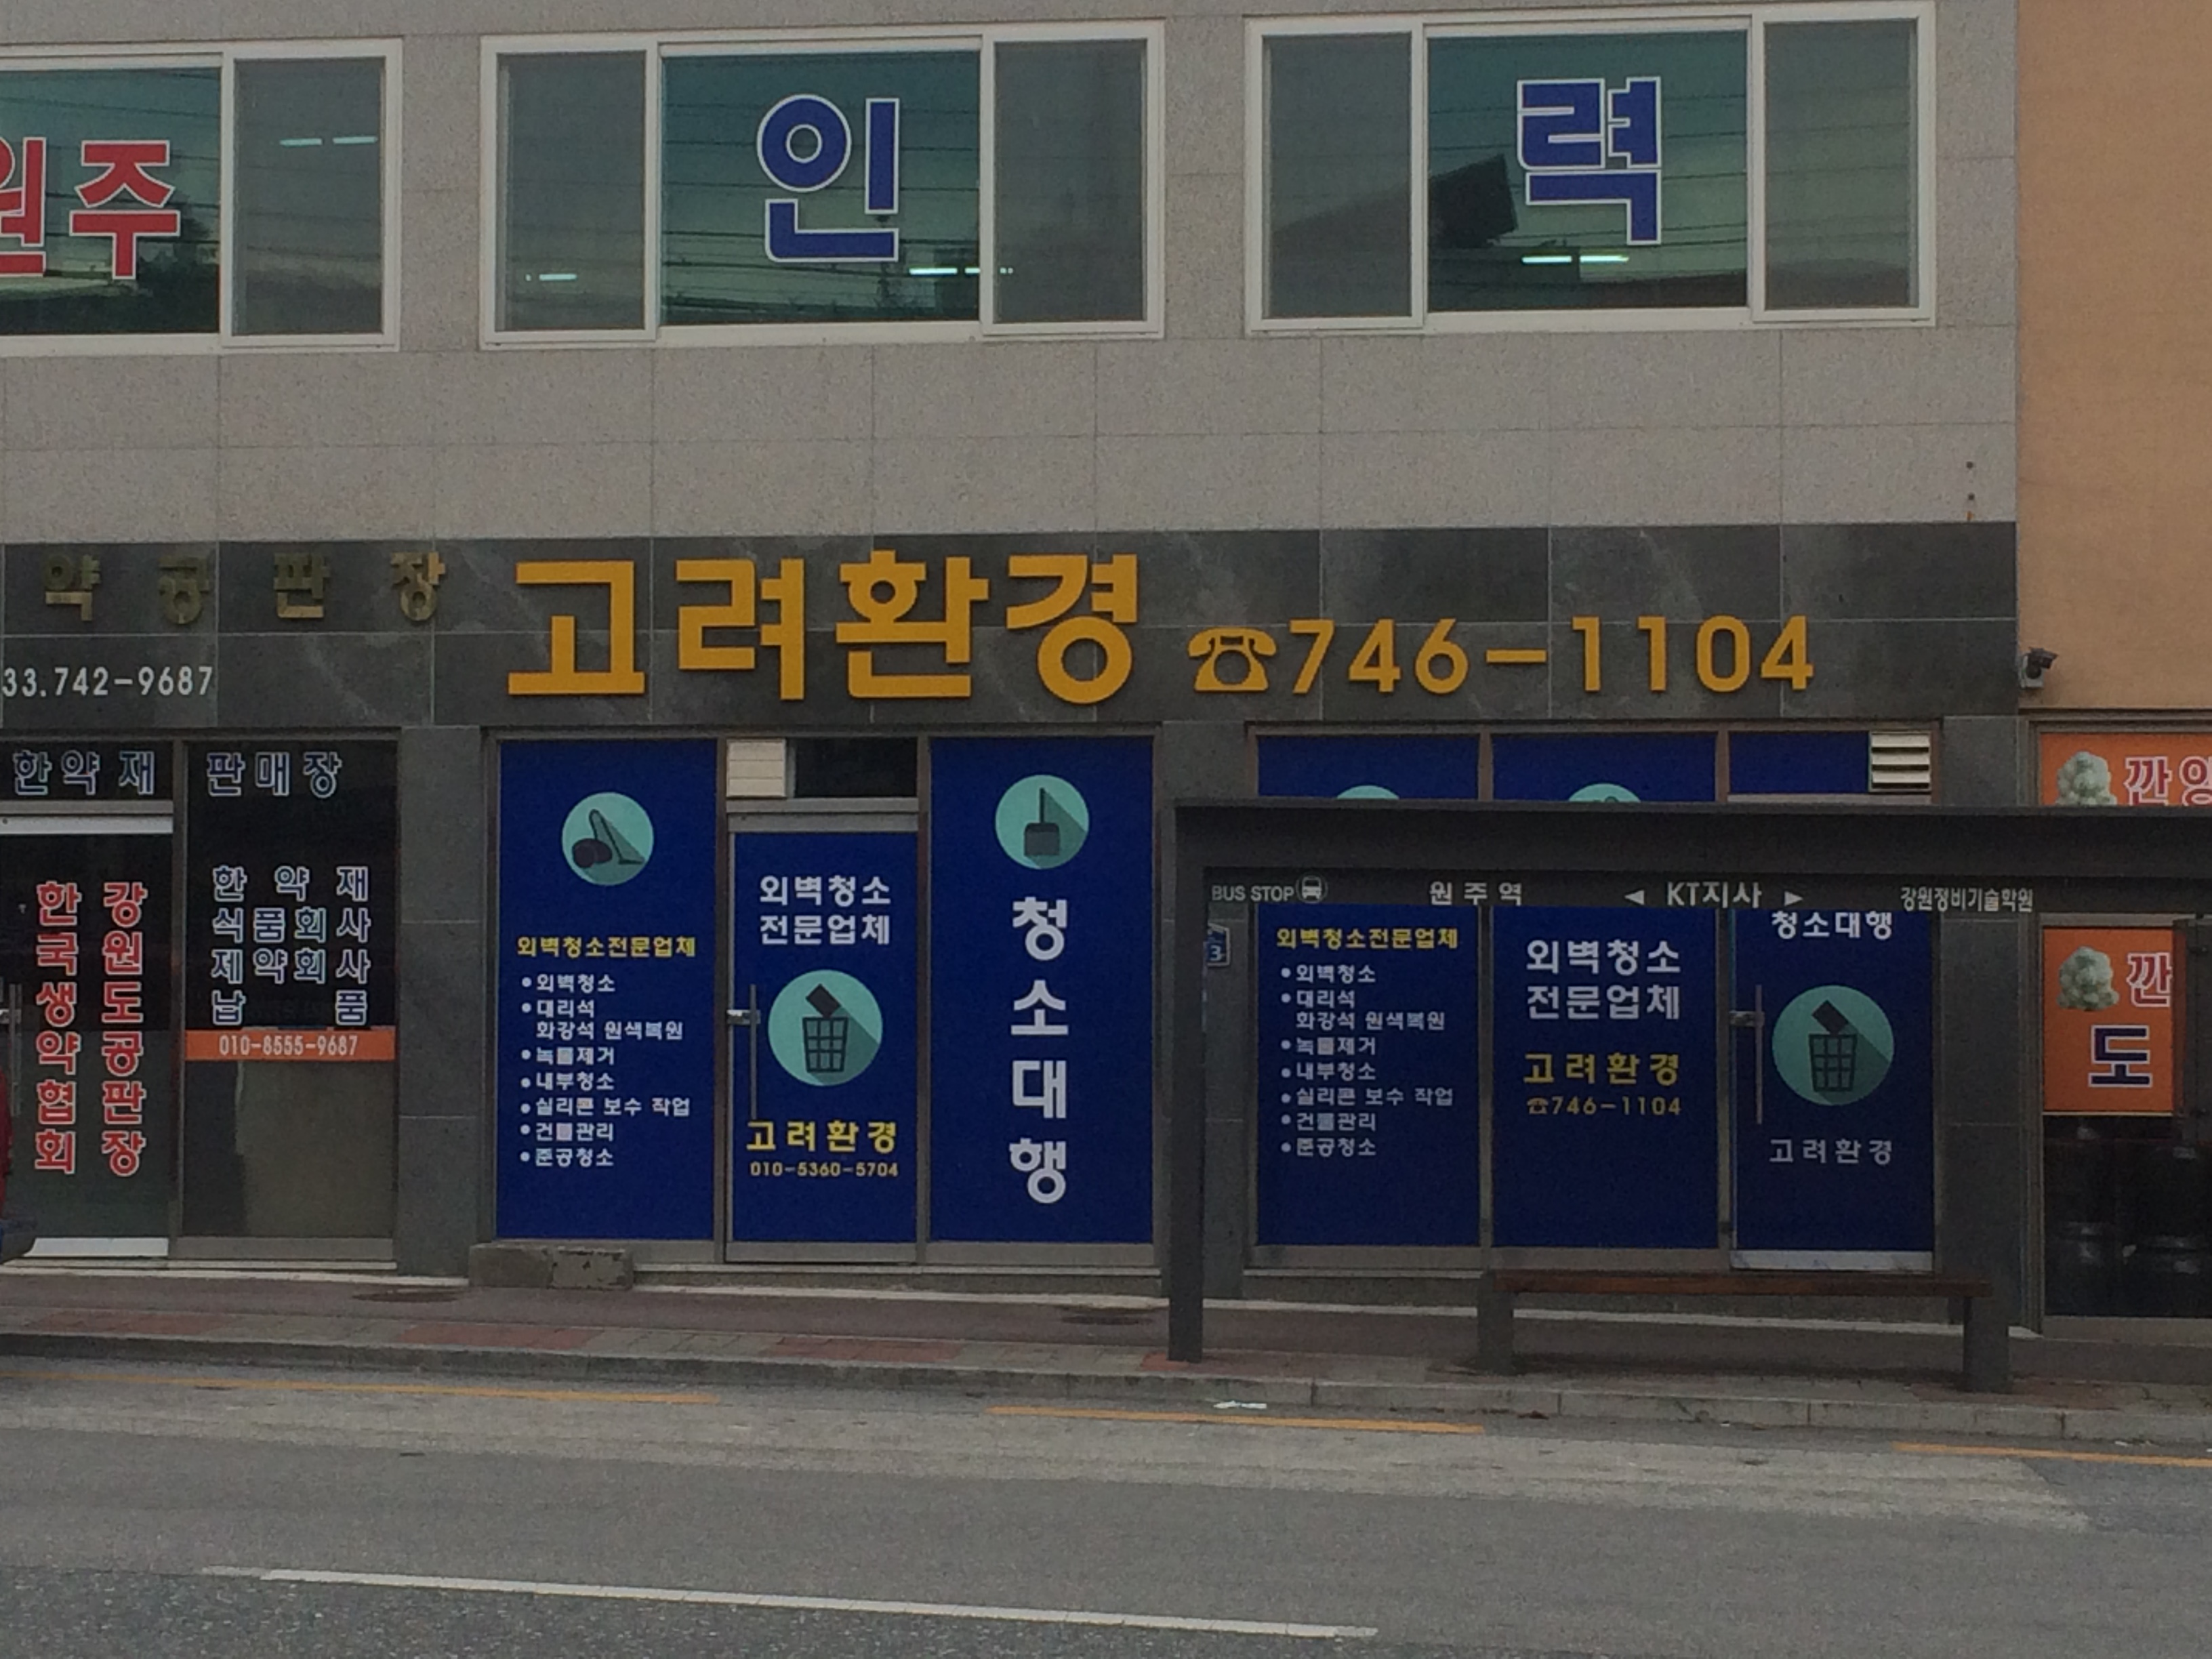 원주
인
력
약공판장
고려환경
☎746-1104
33.742-9687
한약재 판매장
한약재
식품회사
제약회사
납품
010-8555-9687
강원도공판장
한국생약협회
외벽청소전문업체
•외벽청소
•대리석
화강석 원색복원
•녹물제거
•내부청소
•실리콘 보수 작업
•건물관리
•준공청소
외벽청소
전문업체
고려환경
010-5360-5704
청소대행
BUS STOP
원주역
◀ KT지사 ▶
강원정비기술학원
3
외벽청소전문업체
•외벽청소
•대리석
화강석 원색복원
•녹물제거
•내부청소
•실리콘 보수 작업
•건물관리
•준공청소
외벽청소
전문업체
고려환경
☎746-1104
청소대행
고려환경
깐
깐
도